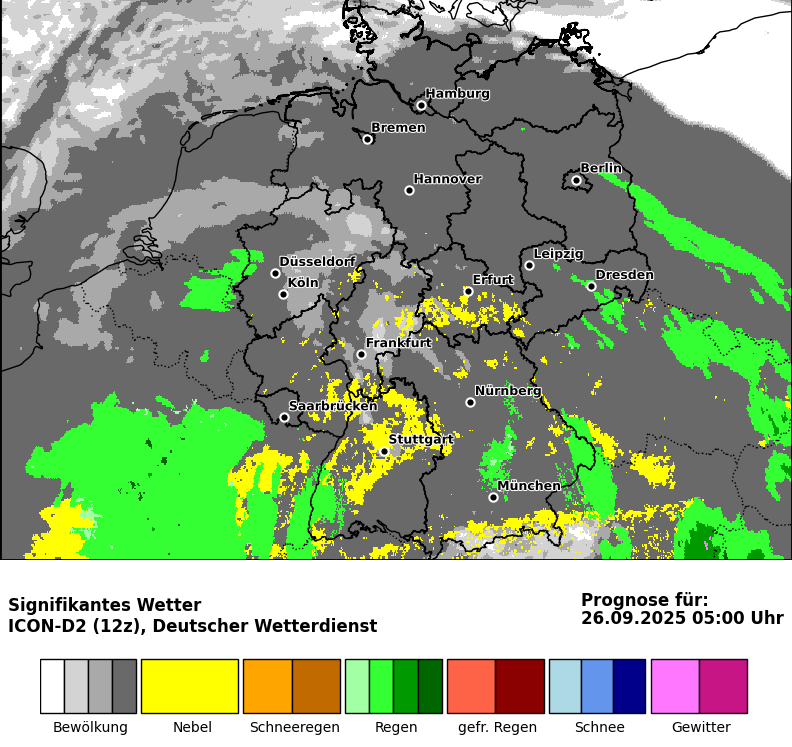 Hamburg
Bremen
Berlin
Hannover
Düsseldorf
Leipzig
Köln
Erfurt
Dresden
Frankfurt
Nürnberg
Saarbrücken
Stuttgart
München
Signifikantes Wetter
ICON-D2 (12z), Deutscher Wetterdienst
Prognose für:
26.09.2025 05:00 Uhr
Bewölkung
Nebel
Schneeregen
Regen
gefr. Regen
Schnee
Gewitter